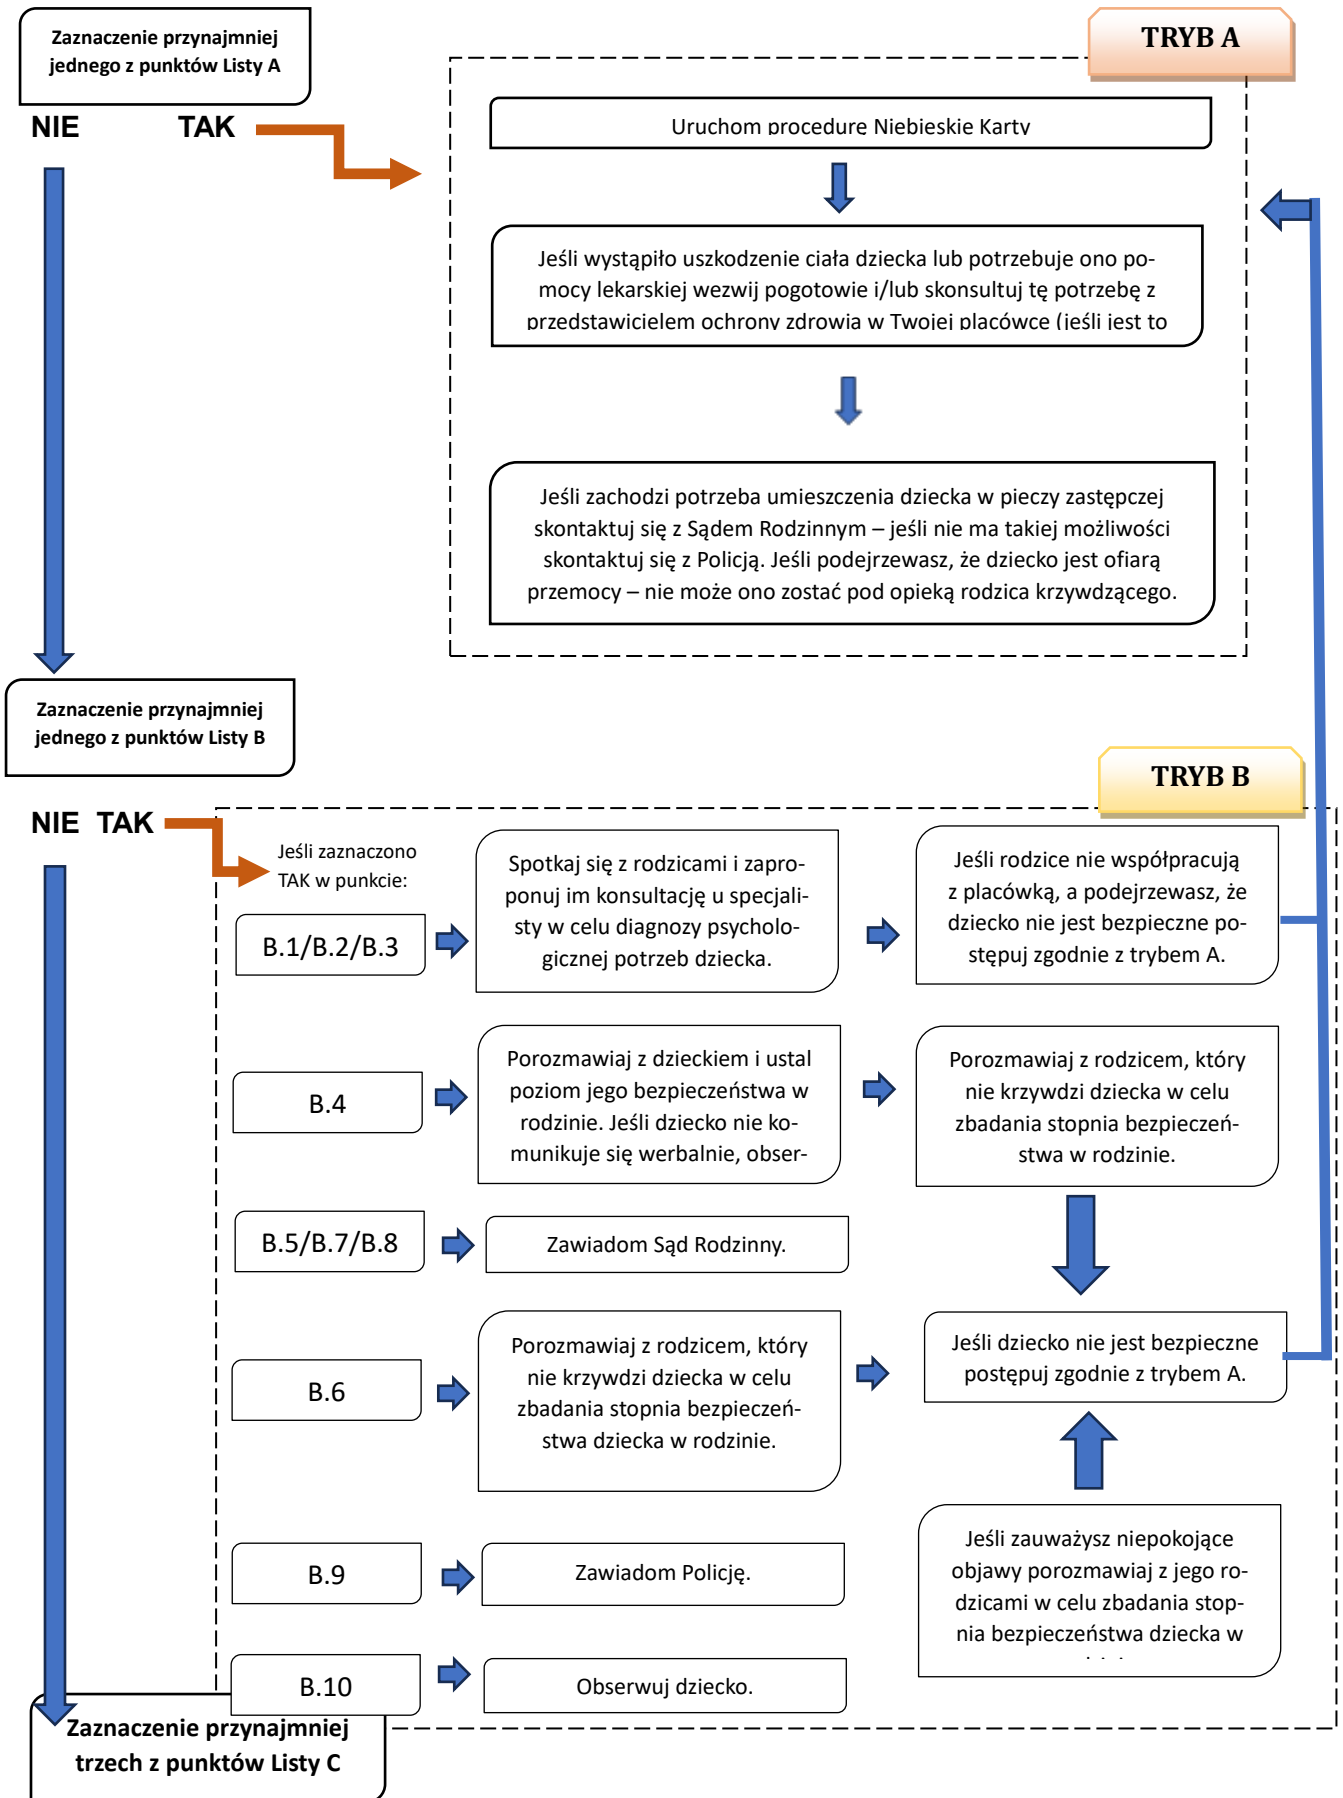 Zaznaczenie przynajmniej
jednego z punktów Listy A
NIE TAK
TRYB A
Uruchom procedurę Niebieskie Karty
Jeśli wystąpiło uszkodzenie ciała dziecka lub potrzebuje ono po-
mocy lekarskiej wezwij pogotowie i/lub skonsultuj tę potrzebę z
przedstawicielem ochrony zdrowia w Twojej placówce (jeśli jest to
Jeśli zachodzi potrzeba umieszczenia dziecka w pieczy zastępczej
skontaktuj się z Sądem Rodzinnym – jeśli nie ma takiej możliwości
skontaktuj się z Policją. Jeśli podejrzewasz, że dziecko jest ofiarą
przemocy – nie może ono zostać pod opieką rodzica krzywdzącego.
Zaznaczenie przynajmniej
jednego z punktów Listy B
NIE TAK
TRYB B
Jeśli zaznaczono
TAK w punkcie:
B.1/B.2/B.3
Spotkaj się z rodzicami i zapro-
ponuj im konsultację u specjali-
sty w celu diagnozy psycholo-
gicznej potrzeb dziecka.
Jeśli rodzice nie współpracują
z placówką, a podejrzewasz, że
dziecko nie jest bezpieczne po-
stępuj zgodnie z trybem A.
B.4
Porozmawiaj z dzieckiem i ustal
poziom jego bezpieczeństwa w
rodzinie. Jeśli dziecko nie ko-
munikuje się werbalnie, obser-
Porozmawiaj z rodzicem, który
nie krzywdzi dziecka w celu
zbadania stopnia bezpieczeń-
stwa w rodzinie.
B.5/B.7/B.8
Zawiadom Sąd Rodzinny.
B.6
Porozmawiaj z rodzicem, który
nie krzywdzi dziecka w celu
zbadania stopnia bezpieczeń-
stwa dziecka w rodzinie.
Jeśli dziecko nie jest bezpieczne
postępuj zgodnie z trybem A.
B.9
Zawiadom Policję.
Jeśli zauważysz niepokojące
objawy porozmawiaj z jego ro-
dzicami w celu zbadania stop-
nia bezpieczeństwa dziecka w
B.10
Obserwuj dziecko.
Zaznaczenie przynajmniej
trzech z punktów Listy C